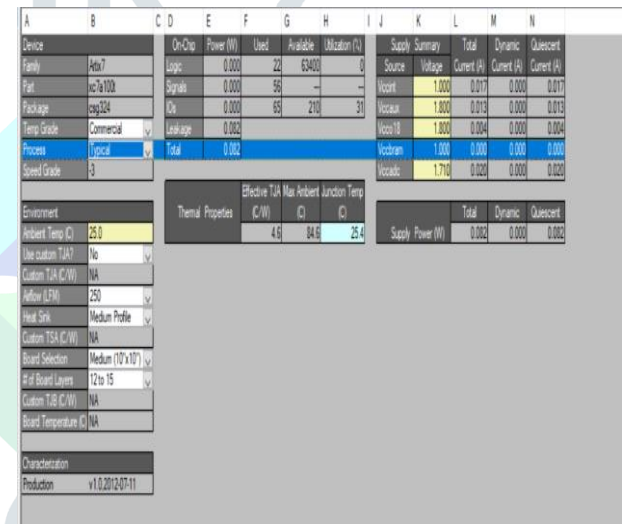 A B C D E F G H I J K L M N
Device On-Chip Power (W) Used Available Utilization (%) Supply Summary Total Dynamic Quiescent
Family Artix7 Logic 0.000 22 63400 0 Source Voltage Current (A) Current (A) Current (A)
Part xc7a100t Signals 0.000 56 --- --- Vccint 1.000 0.017 0.000 0.017
Package csg324 IOs 0.000 65 210 31 Vccaux 1.800 0.013 0.000 0.013
Temp Grade Commercial Leakage 0.082 Vcco18 1.800 0.004 0.000 0.004
Process Typical Total 0.082 Vccbram 1.000 0.000 0.000 0.000
Speed Grade -3 Vccadc 1.710 0.020 0.000 0.020
Effective TJA Max Ambient Junction Temp
Environment Thermal Properties (C/W) (C) (C) Total Dynamic Quiescent
Ambient Temp (C) 25.0 4.6 84.6 25.4 Supply Power (W) 0.082 0.000 0.082
Use custom TJA? No
Custom TJA (C/W) NA
Airflow (LFM) 250
Heat Sink Medium Profile
Custom TSA (C/W) NA
Board Selection Medium (10"x10")
# of Board Layers 12 to 15
Custom TJB (C/W) NA
Board Temperature (C NA
Characterization
Production v1.0,2012-07-11